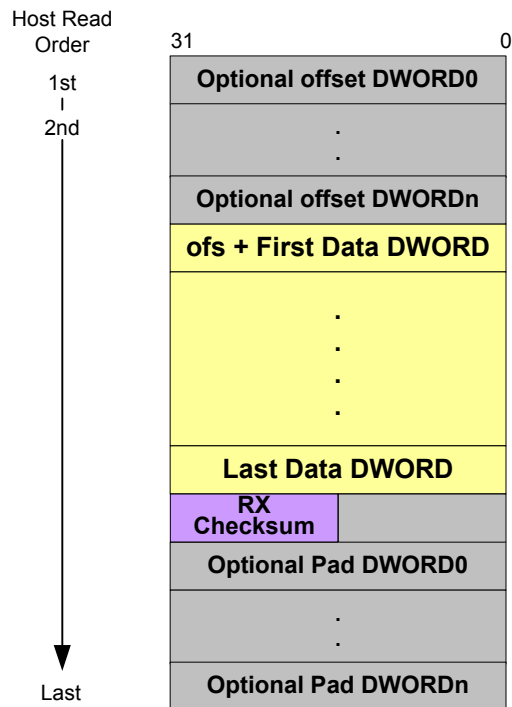 Host Read
Order
31
0
1st
2nd
Optional offset DWORD0
.
.
Optional offset DWORDn
ofs + First Data DWORD
.
.
.
.
Last Data DWORD
RX
Checksum
Optional Pad DWORD0
.
.
Optional Pad DWORDn
Last